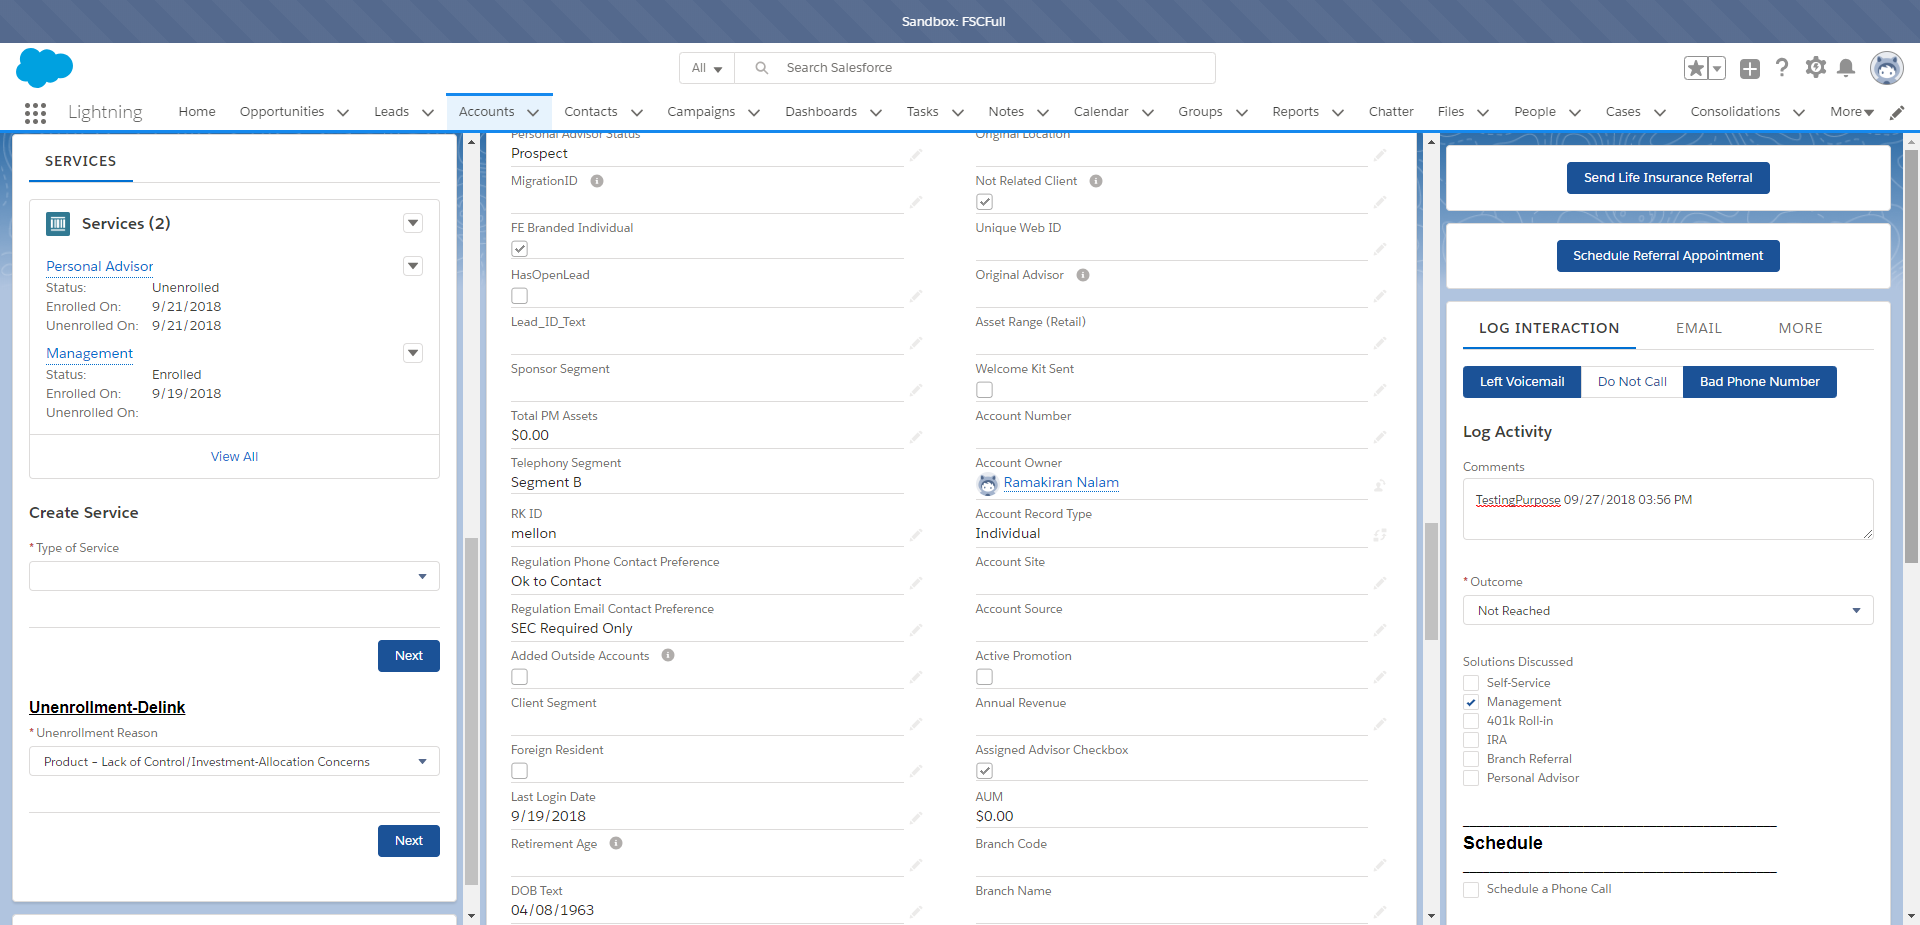 Sandbox: FSCFull
All
Search Salesforce
Lightning
Home
Opportunities
Leads
Accounts
Contacts
Campaigns
Dashboards
Tasks
Notes
Calendar
Groups
Reports
Chatter
Files
People
Cases
Consolidations
More
SERVICES
Services (2)
Personal Advisor
Status: Unenrolled
Enrolled On: 9/21/2018
Unenrolled On: 9/21/2018
Management
Status: Enrolled
Enrolled On: 9/19/2018
Unenrolled On:
View All
Create Service
*Type of Service
Next
Unenrollment-Delink
*Unenrollment Reason
Product – Lack of Control/Investment-Allocation Concerns
Next
Personal Advisor Status
Prospect
MigrationID
FE Branded Individual
HasOpenLead
Lead_ID_Text
Sponsor Segment
Total PM Assets
$0.00
Telephony Segment
Segment B
RK ID
mellon
Regulation Phone Contact Preference
Ok to Contact
Regulation Email Contact Preference
SEC Required Only
Added Outside Accounts
Client Segment
Foreign Resident
Last Login Date
9/19/2018
Retirement Age
DOB Text
04/08/1963
Original Location
Not Related Client
Unique Web ID
Original Advisor
Asset Range (Retail)
Welcome Kit Sent
Account Number
Account Owner
Ramakiran Nalam
Account Record Type
Individual
Account Site
Account Source
Active Promotion
Annual Revenue
Assigned Advisor Checkbox
AUM
$0.00
Branch Code
Branch Name
Send Life Insurance Referral
Schedule Referral Appointment
LOG INTERACTION
EMAIL
MORE
Left Voicemail
Do Not Call
Bad Phone Number
Log Activity
Comments
TestingPurpose 09/27/2018 03:56 PM
*Outcome
Not Reached
Solutions Discussed
Self-Service
Management
401k Roll-in
IRA
Branch Referral
Personal Advisor
Schedule
Schedule a Phone Call